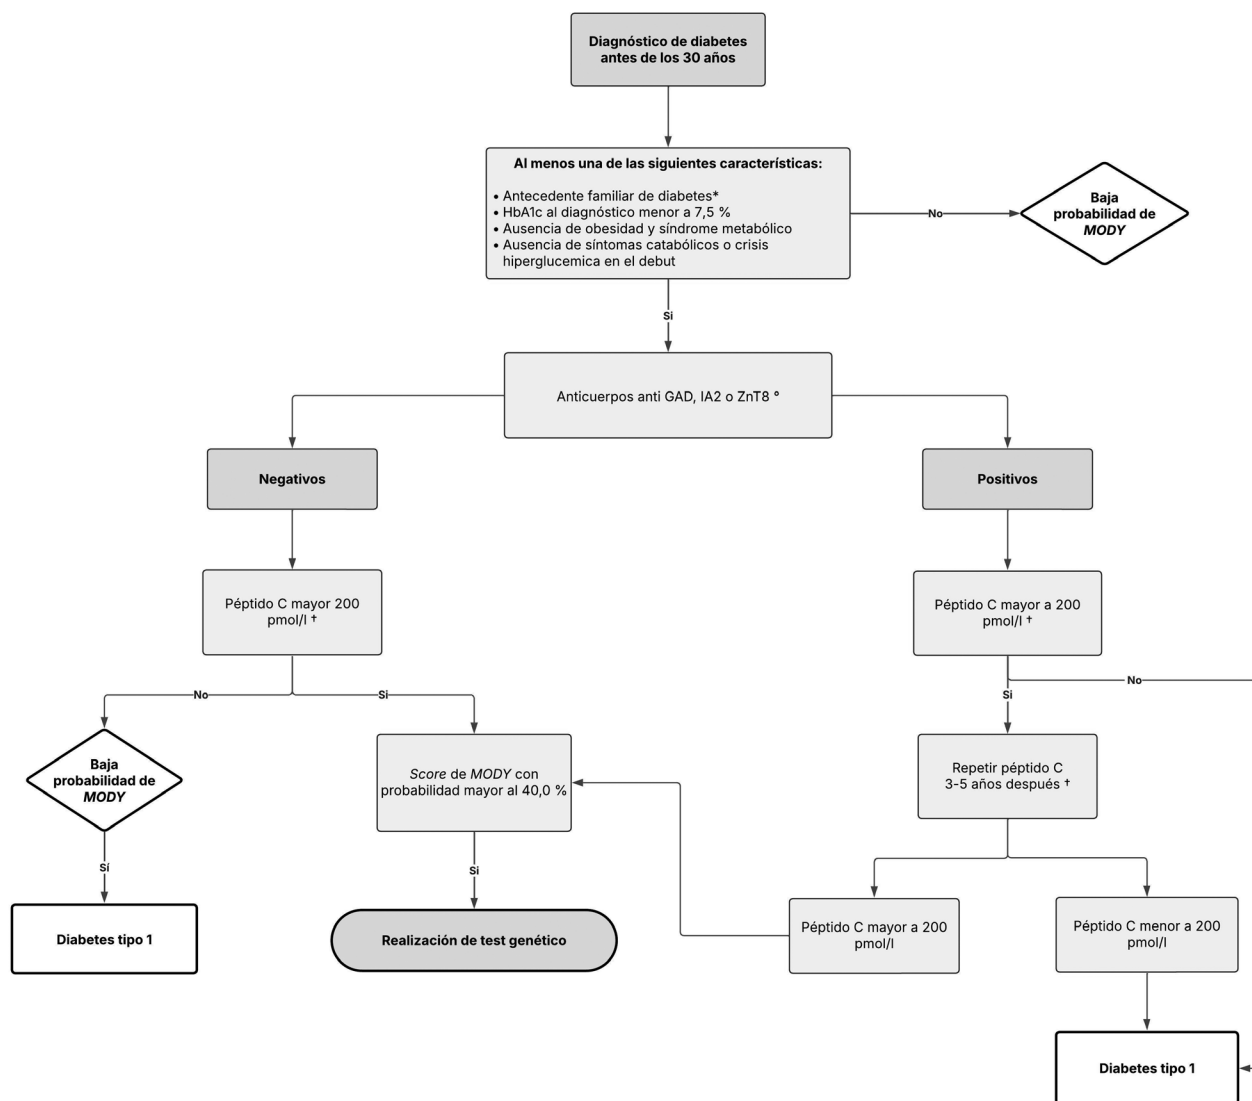 Diagnóstico de diabetes
antes de los 30 años
Al menos una de las siguientes características:
• Antecedente familiar de diabetes*
• HbA1c al diagnóstico menor a 7,5 %
• Ausencia de obesidad y síndrome metabólico
• Ausencia de síntomas catabólicos o crisis
hiperglucemica en el debut
No
Baja
probabilidad de
MODY
Si
Anticuerpos anti GAD, IA2 o ZnT8 °
Negativos
Positivos
Péptido C mayor 200
pmol/l †
Péptido C mayor a 200
pmol/l †
No
Si
Si
No
Baja
probabilidad de
MODY
Score de MODY con
probabilidad mayor al 40,0 %
Repetir péptido C
3-5 años después †
Sí
Si
Diabetes tipo 1
Realización de test genético
Péptido C mayor a 200
pmol/l
Péptido C menor a 200
pmol/l
Diabetes tipo 1